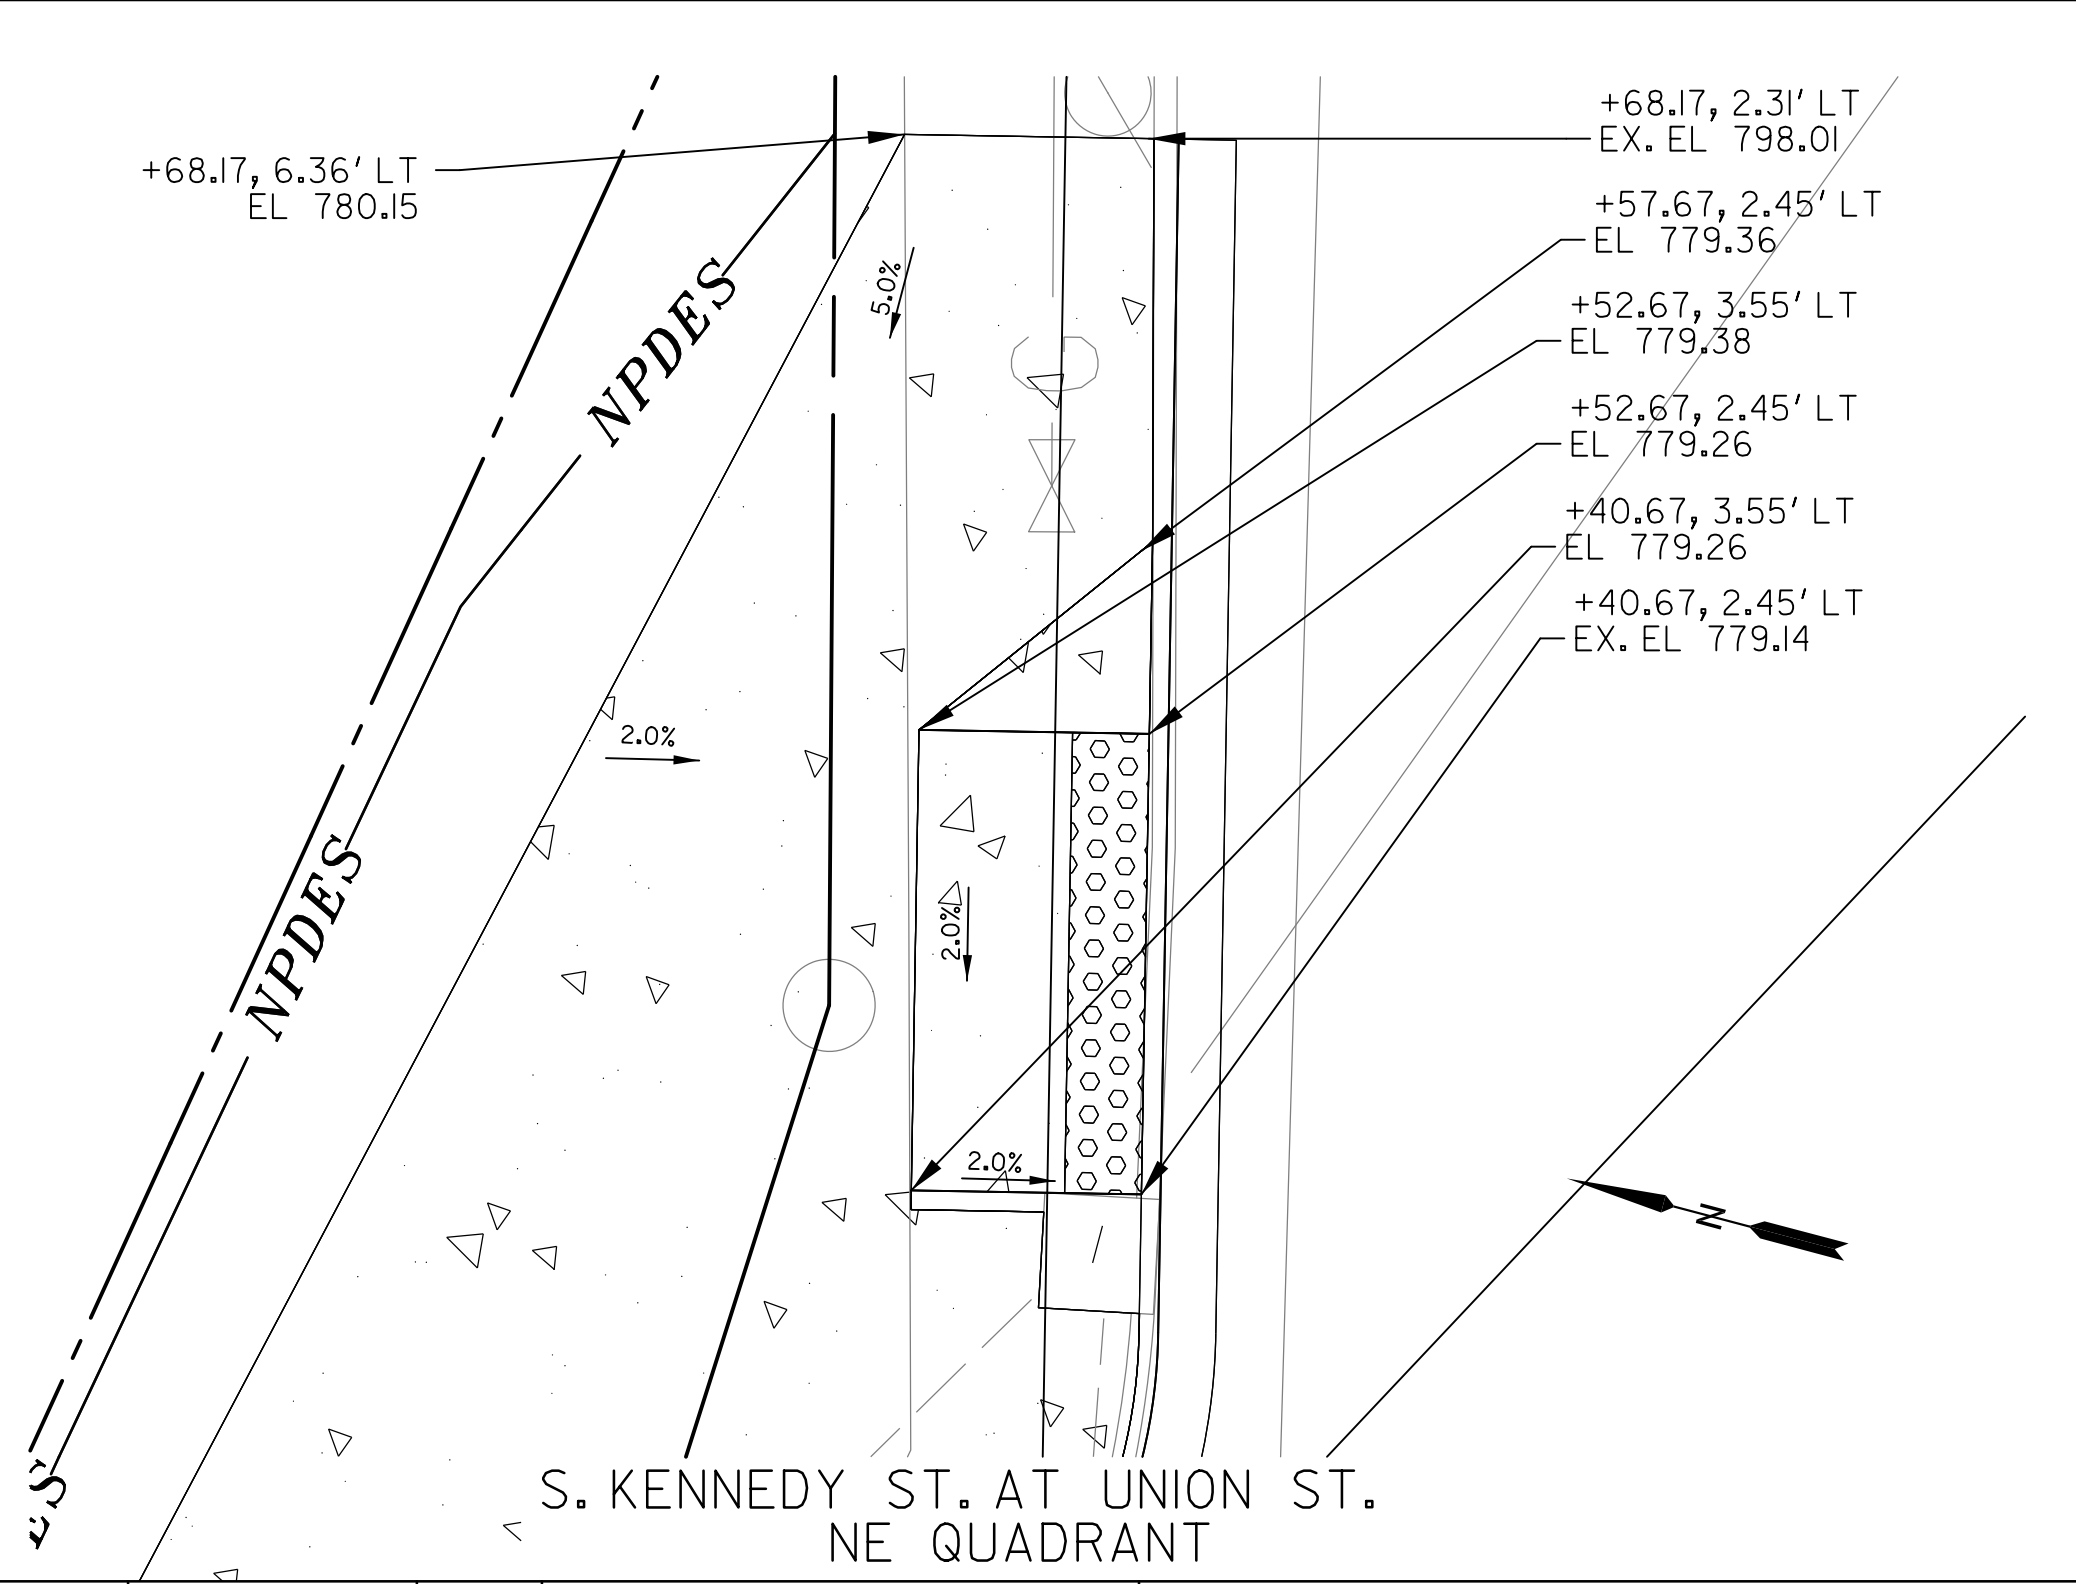 +68.17, 6.36' LT
EL 780.15
+68.17, 2.31' LT
EX. EL 798.01
+57.67, 2.45' LT
EL 779.36
+52.67, 3.55' LT
EL 779.38
+52.67, 2.45' LT
EL 779.26
+40.67, 3.55' LT
EL 779.26
+40.67, 2.45' LT
EX. EL 779.14
NPDES
5.0%
2.0%
NPDES
2.0%
2.0%
N
ES
S. KENNEDY ST. AT UNION ST.
NE QUADRANT